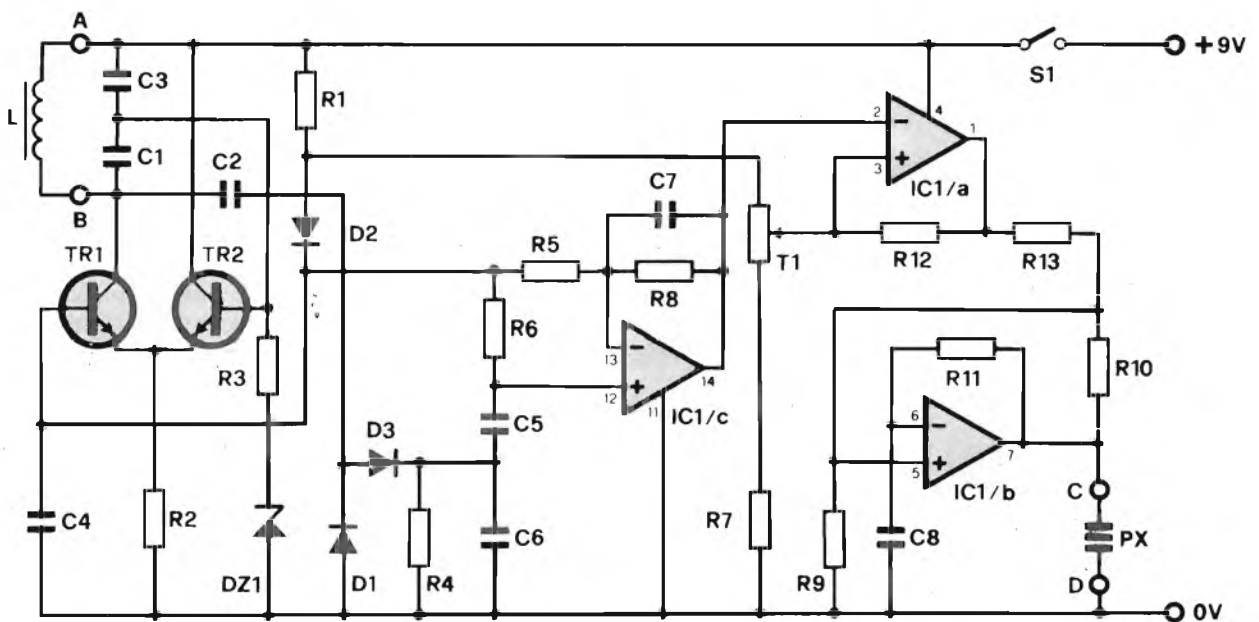 A
+9V
C3
R1
S1
L
2
4
1
3
C1
C2
C7
IC1/a
B
D2
R5
T1
R12
R13
TR1
TR2
R8
R6
R3
13
14
12
11
IC1/c
R11
R10
C5
D3
6
7
5
IC1/b
C
C4
R2
C6
R7
C8
PX
DZ1
D1
R4
R9
D
0V